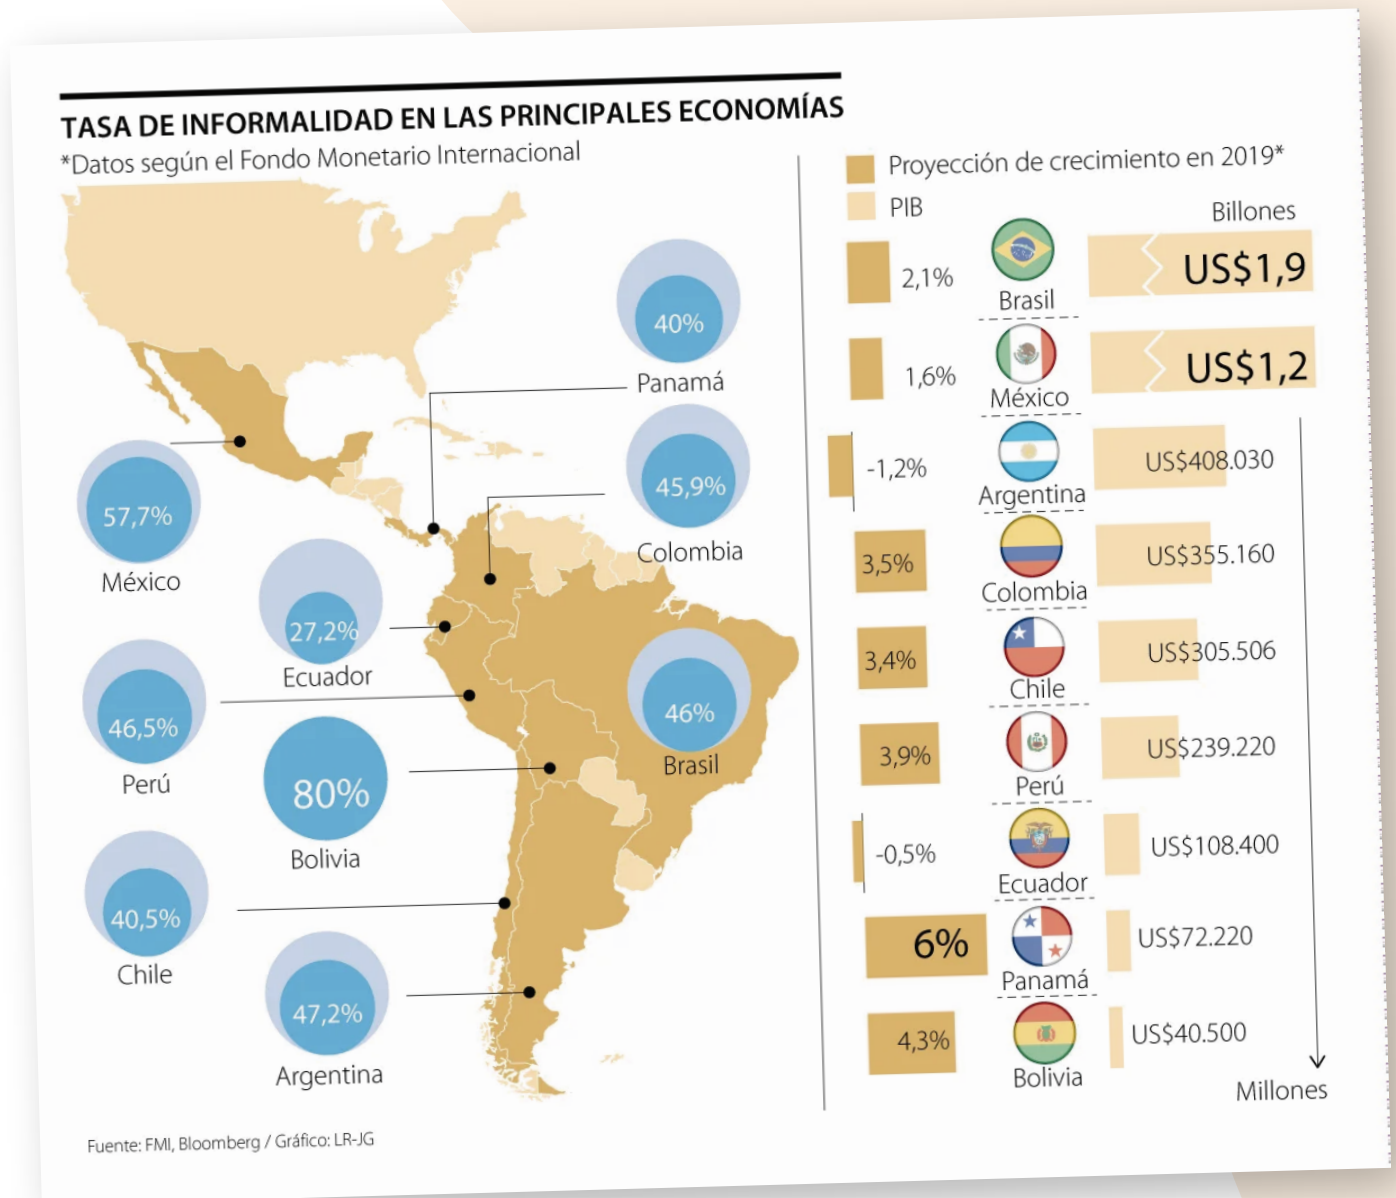 TASA DE INFORMALIDAD EN LAS PRINCIPALES ECONOMÍAS
*Datos según el Fondo Monetario Internacional
40%
Panamá
45,9%
Colombia
57,7%
México
27,2%
Ecuador
46,5%
Perú
46%
Brasil
80%
Bolivia
40,5%
Chile
47,2%
Argentina
Proyección de crecimiento en 2019*
PIB
Billones
2,1%
Brasil
US$1,9
1,6%
México
US$1,2
-1,2%
Argentina
US$408.030
3,5%
Colombia
US$355.160
3,4%
Chile
US$305.506
3,9%
Perú
US$239.220
-0,5%
Ecuador
US$108.400
6%
Panamá
US$72.220
4,3%
Bolivia
US$40.500
Millones
Fuente: FMI, Bloomberg / Gráfico: LR-JG